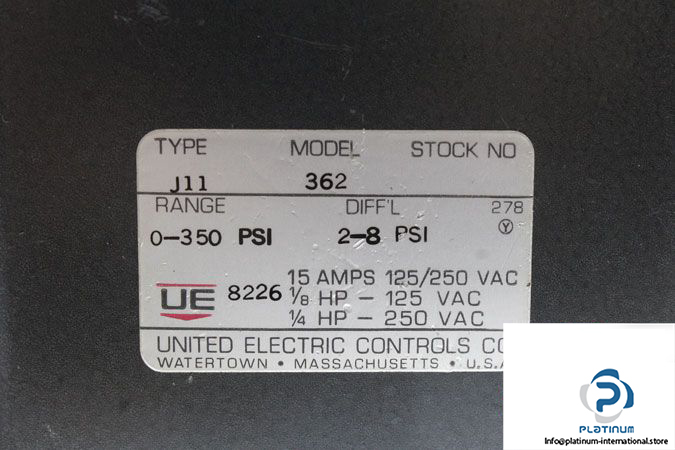 TYPE MODEL STOCK NO
J11 362
RANGE DIFF'L 278
0-350 PSI 2-8 PSI Y
15 AMPS 125/250 VAC
UE 8226 1/8 HP - 125 VAC
1/4 HP - 250 VAC
UNITED ELECTRIC CONTROLS
WATERTOWN • MASSACHUSETTS • U.S.A
PLATINUM
Info@platinum-international.store